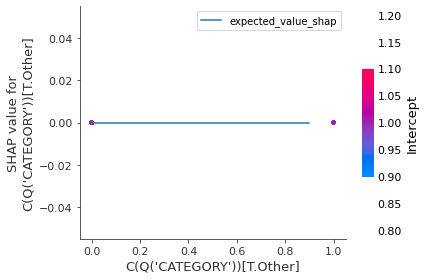 expected_value_shap
0.04
0.02
0.00
−0.02
−0.04
SHAP value for
C(Q('CATEGORY'))[T.Other]
0.0 0.2 0.4 0.6 0.8 1.0
C(Q('CATEGORY'))[T.Other]
1.20
1.15
1.10
1.05
1.00
0.95
0.90
0.85
0.80
Intercept